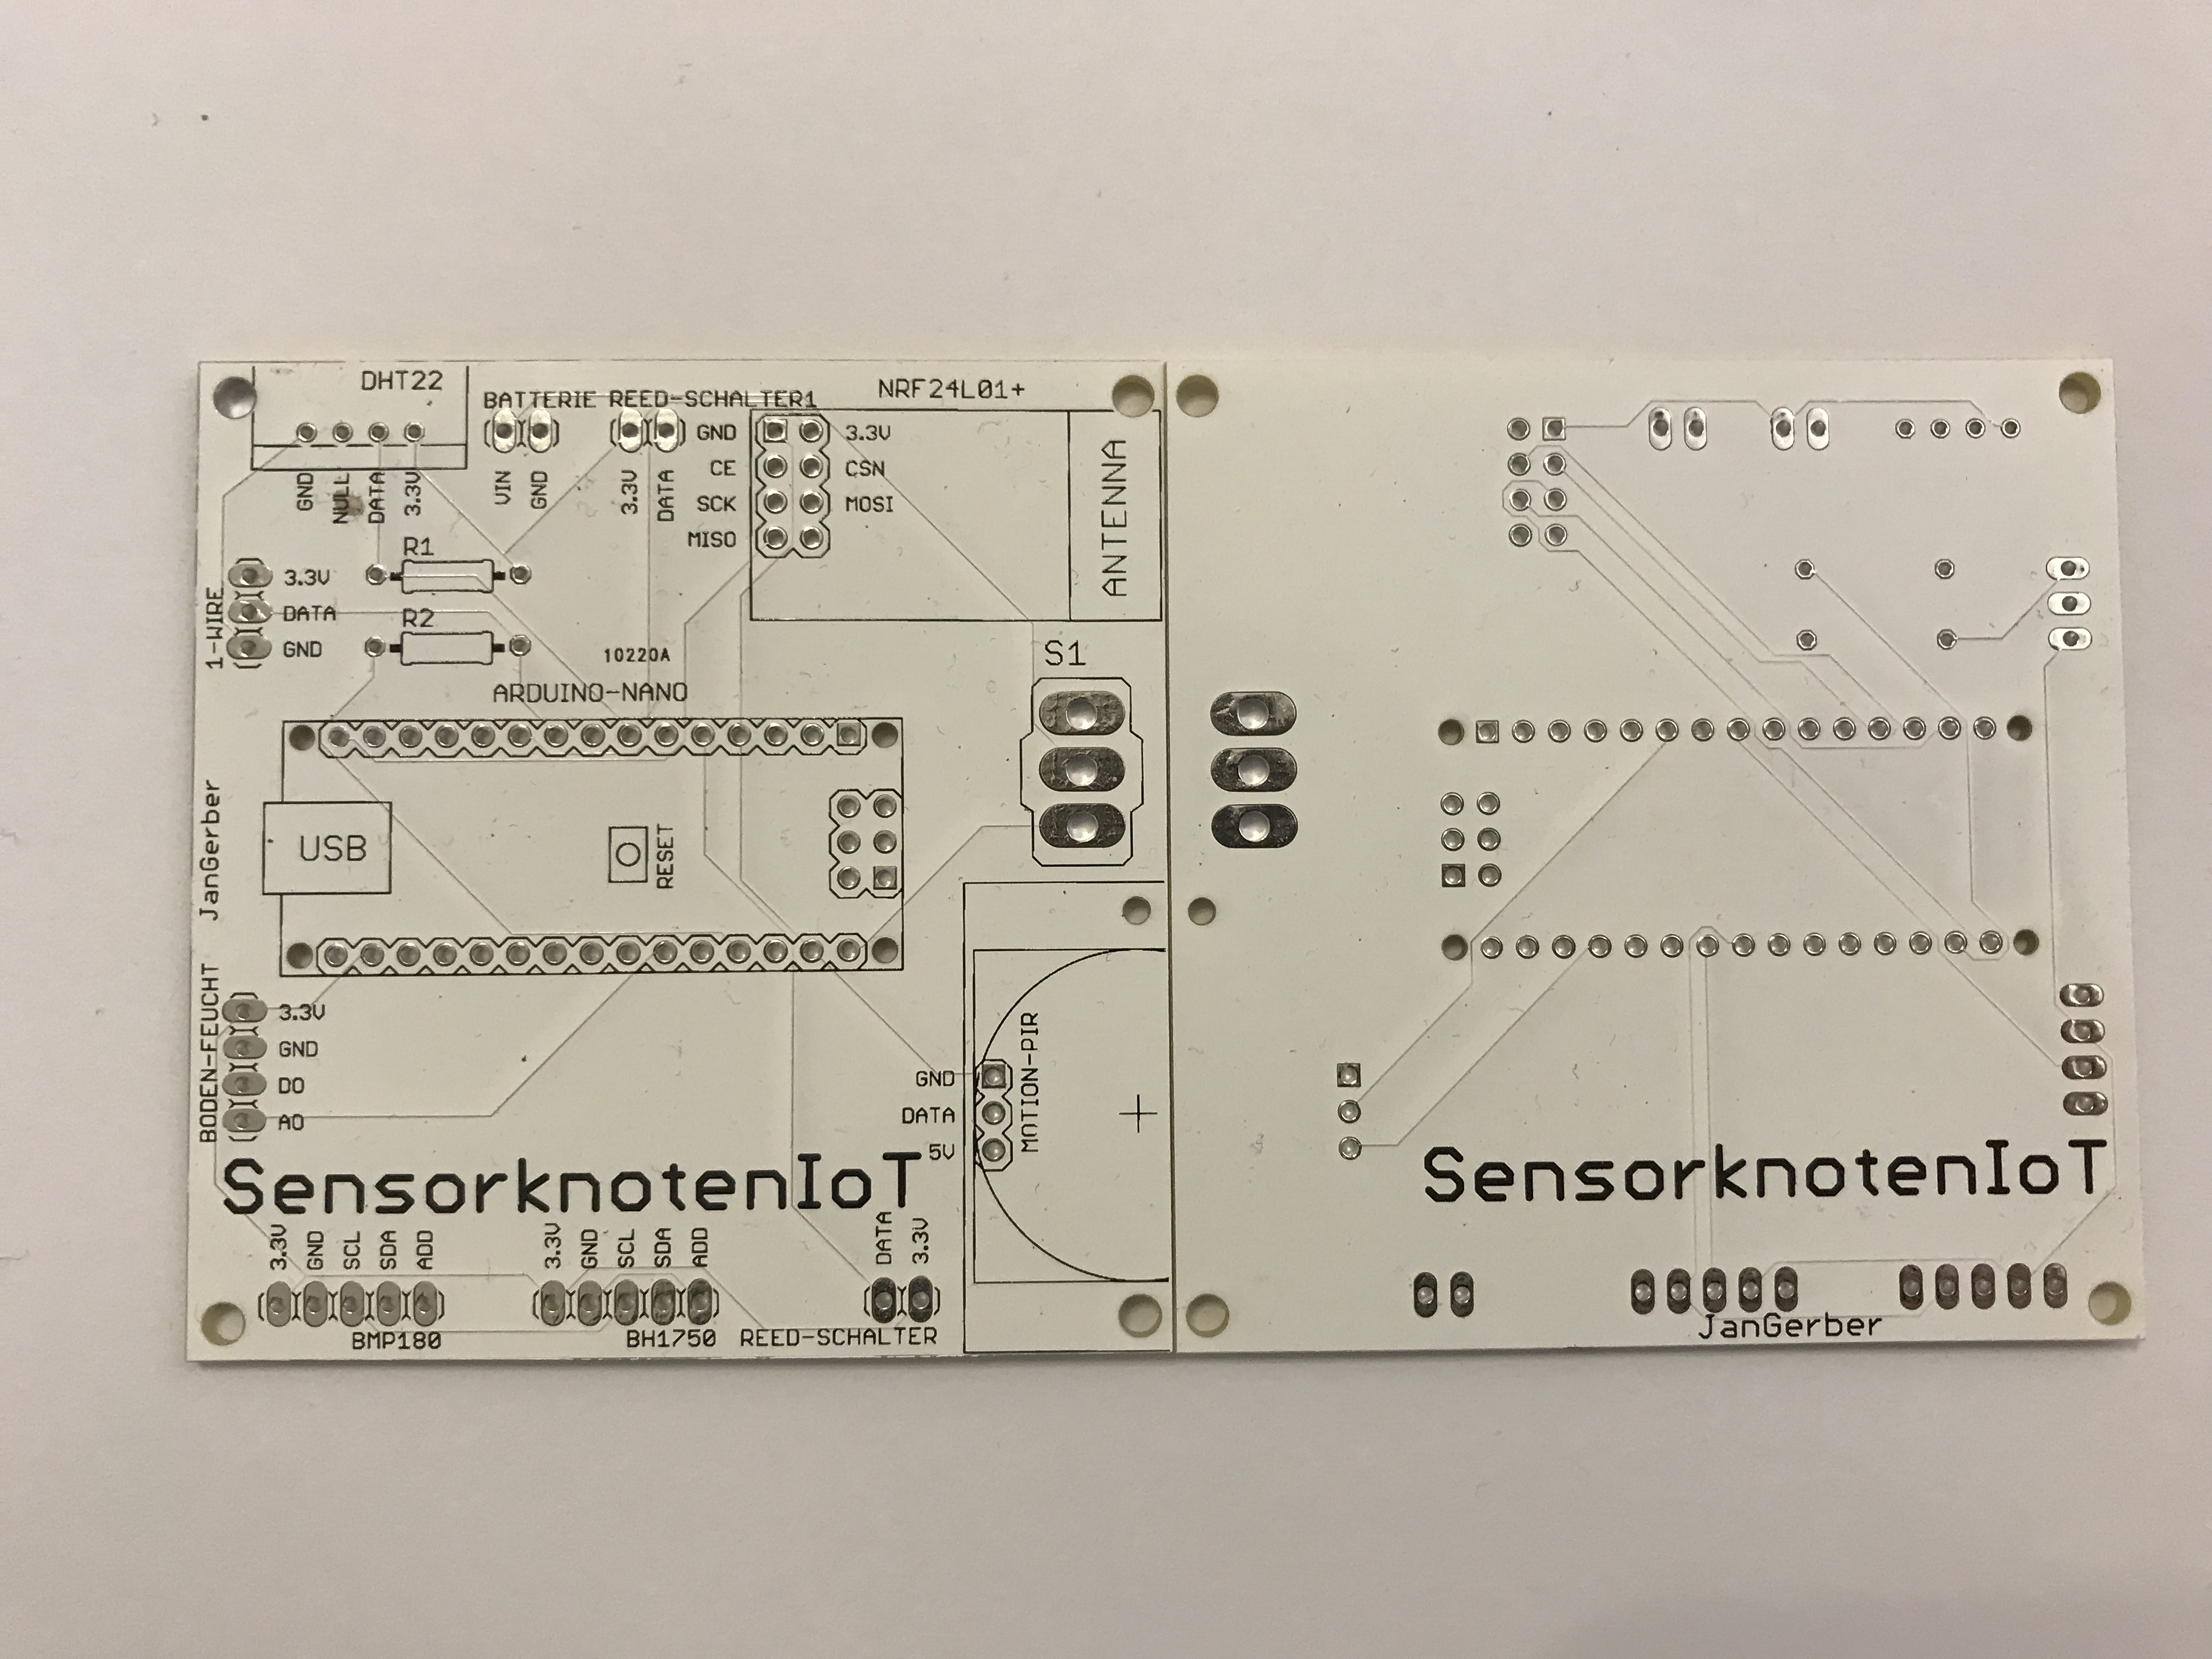 JanGerber
SensorknotenIoT
REED-SCHALTER
BH1750
BMP180
3.3V
DATA
ADD
SDA
SCL
GND
3.3V
ADD
SDA
SCL
GND
3.3V
SensorknotenIoT
MOTION-PIR
5V
DATA
GND
BODEN-FEUCHT
AO
DO
GND
3.3V
JanGerber
RESET
USB
ARDUINO-NANO
10220A
S1
R2
R1
1-WIRE
GND
DATA
3.3V
ANTENNA
MISO
MOSI
SCK
CSN
CE
3.3V
GND
NRF24L01+
DATA
3.3V
REED-SCHALTER1
GND
VIN
BATTERIE
3.3V
DATA
NULL
GND
DHT22